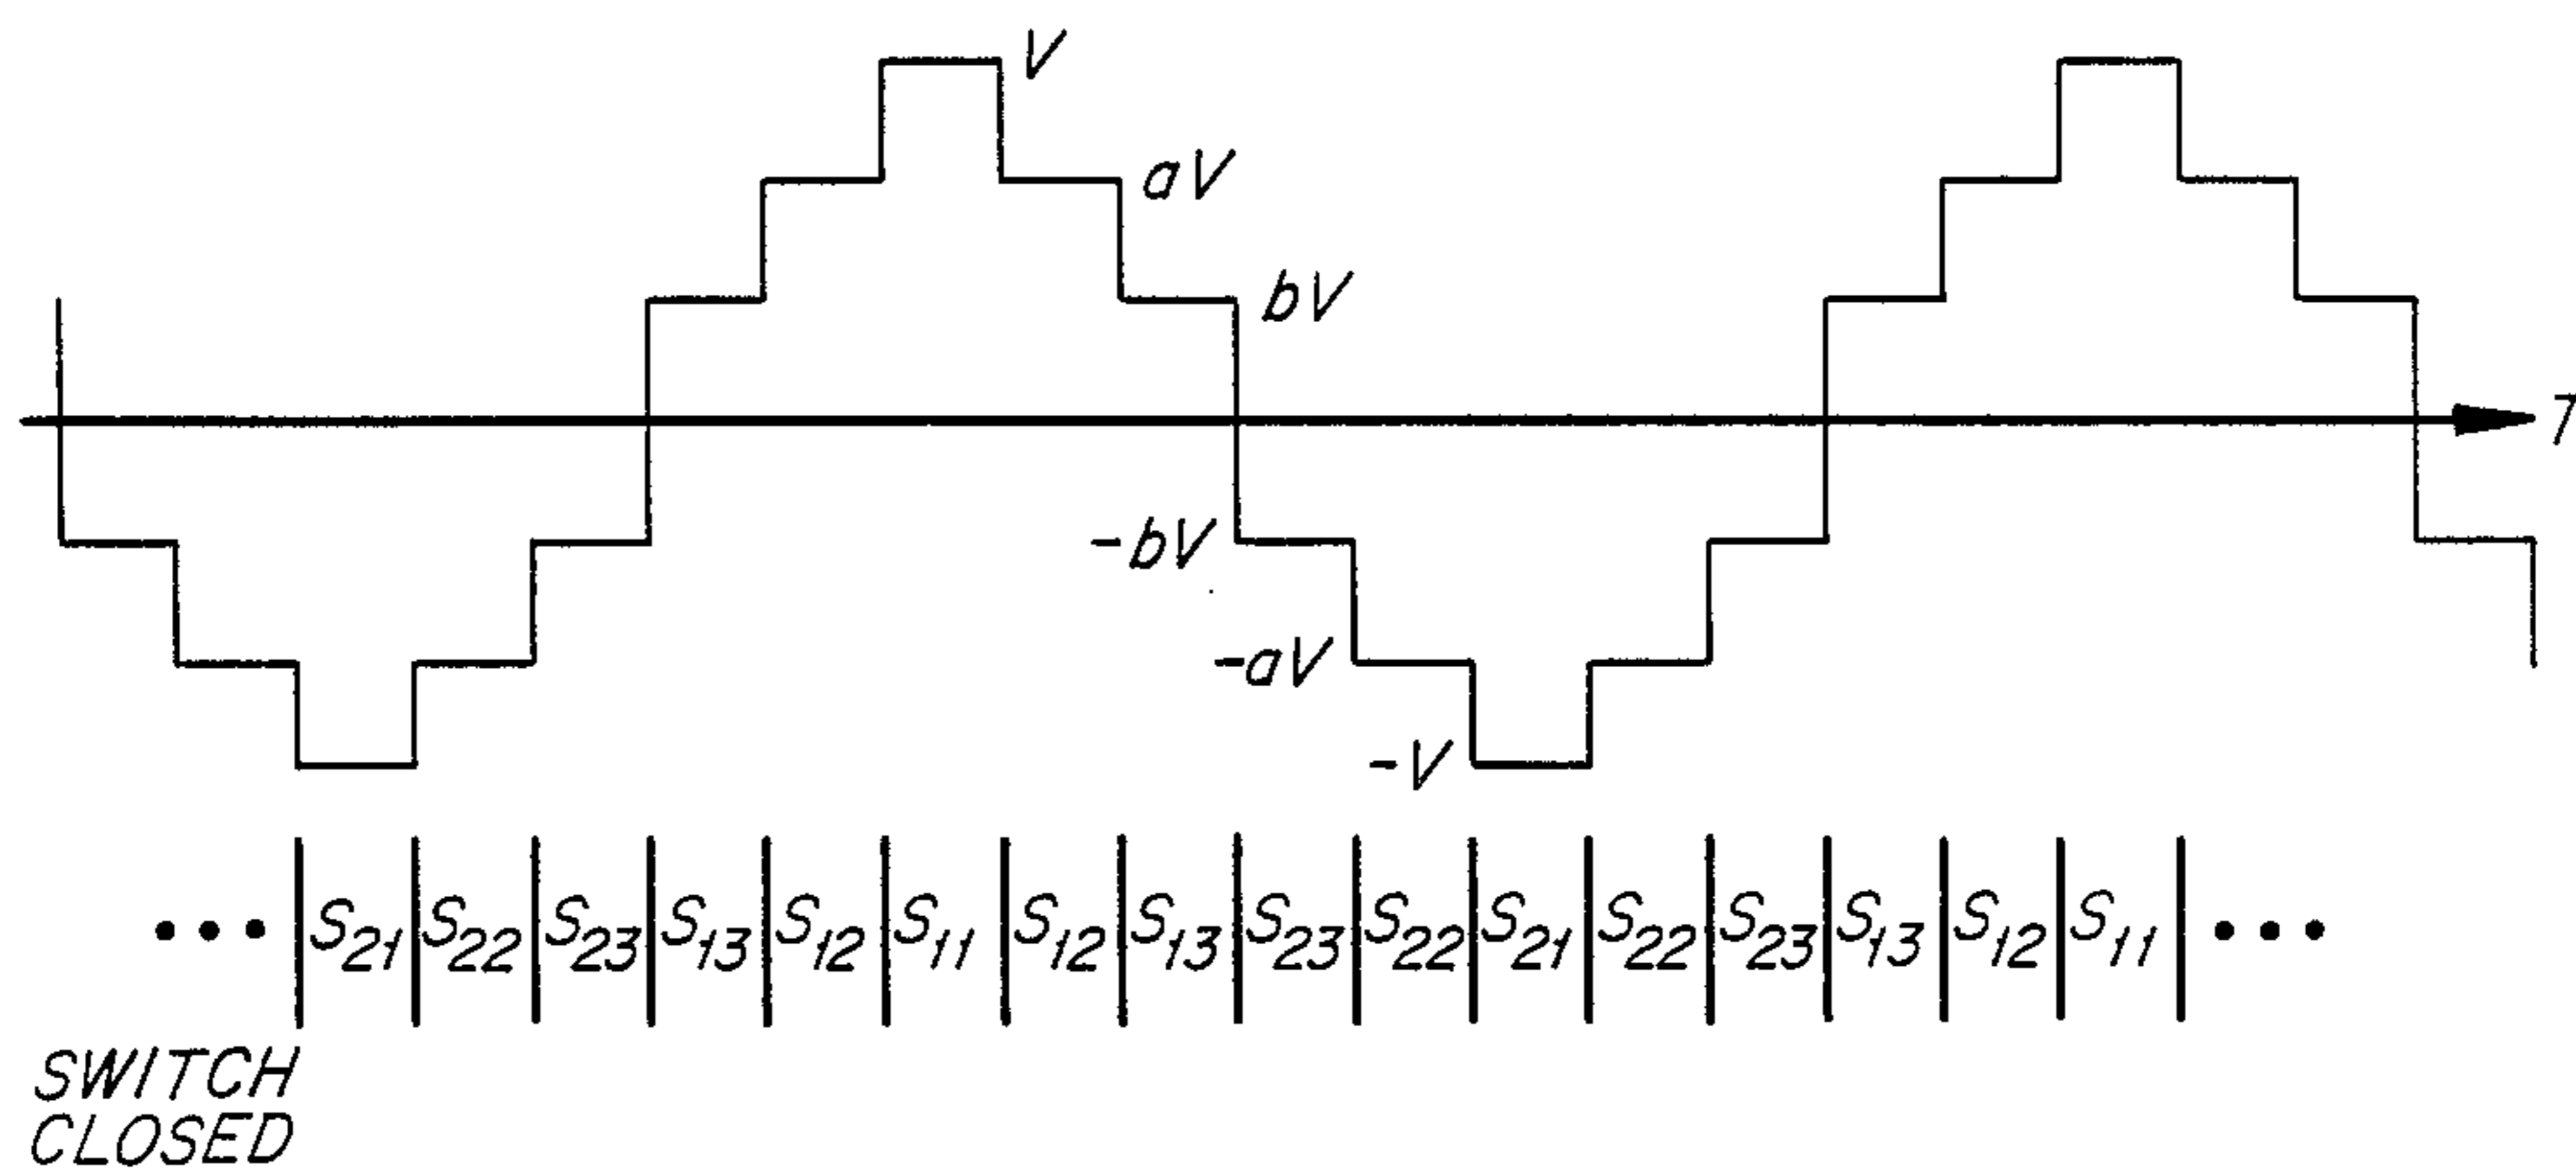 V
aV
bV
T
-bV
-aV
-V
••• S21 S22 S23 S13 S12 S11 S12 S13 S23 S22 S21 S22 S23 S13 S12 S11 •••
SWITCH
CLOSED